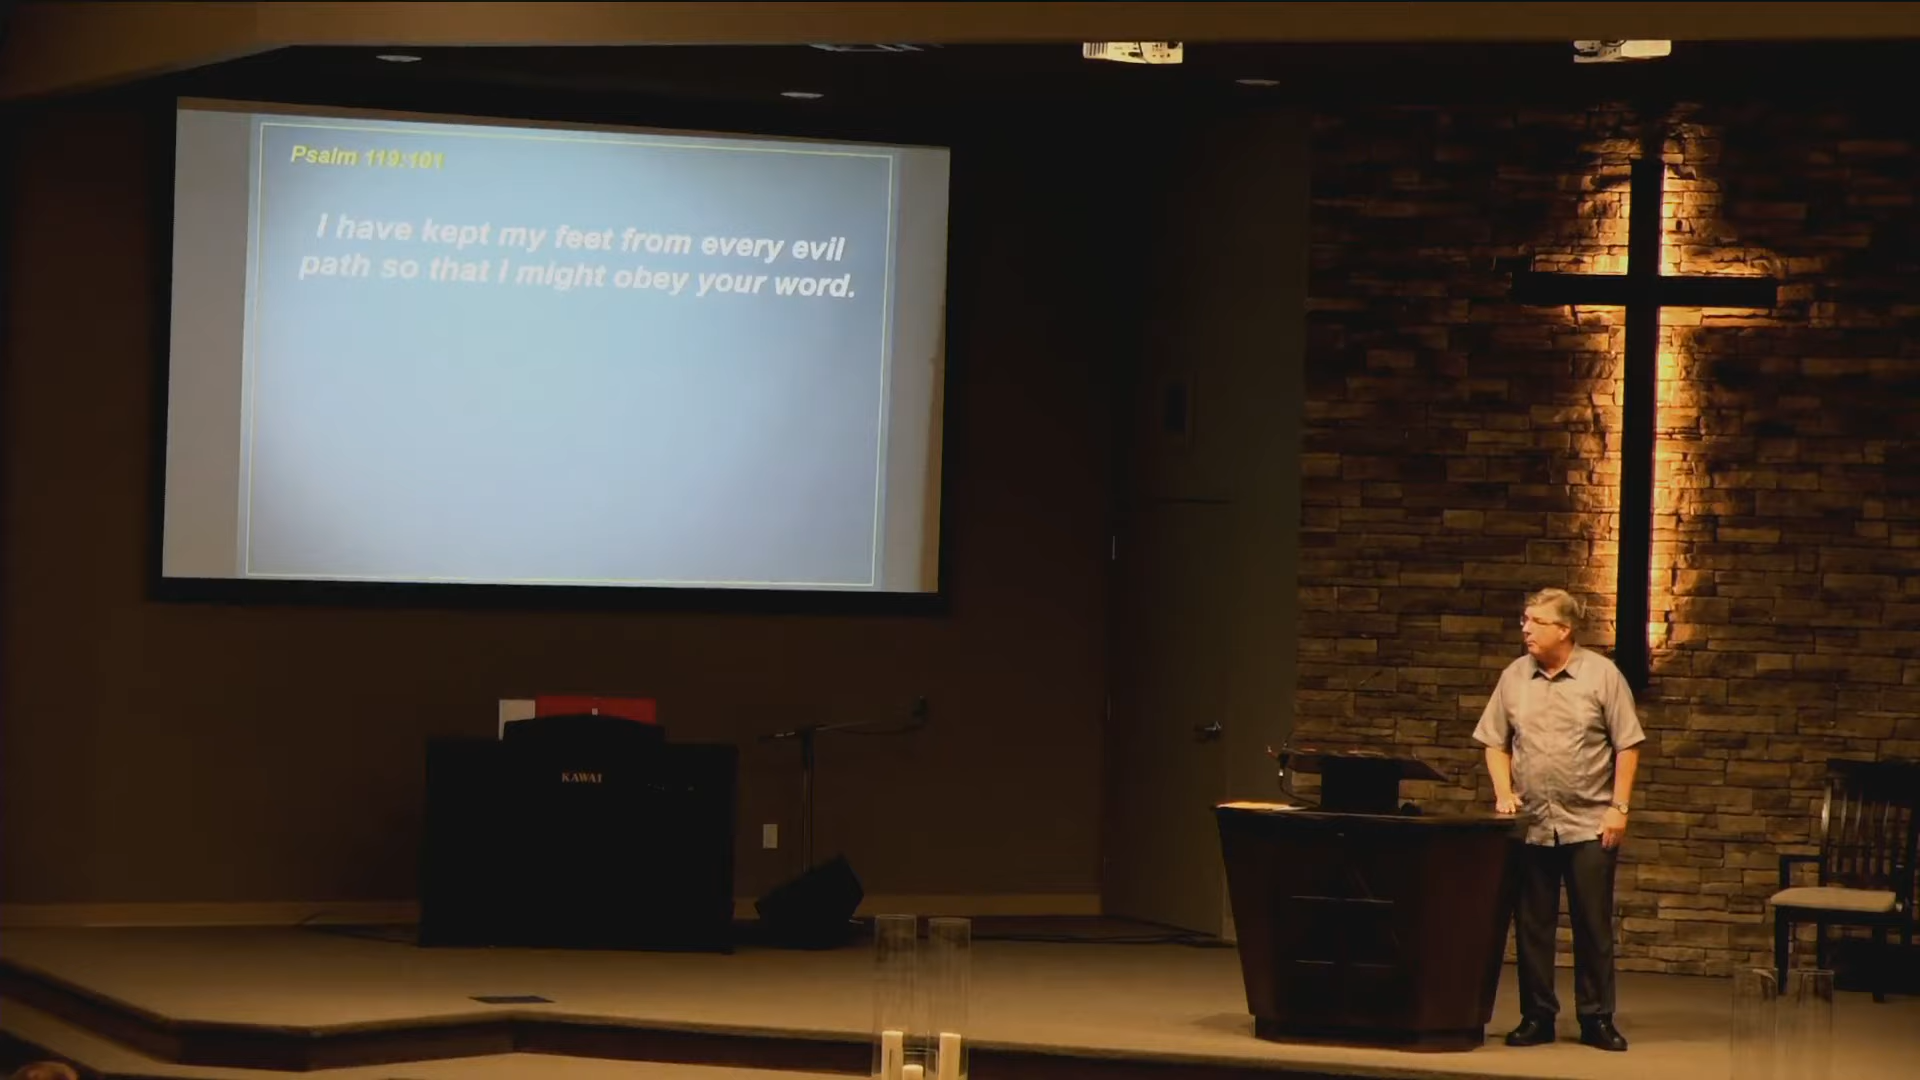 Psalm 119:101
I have kept my feet from every evil
path so that I might obey your word.
KAWAI